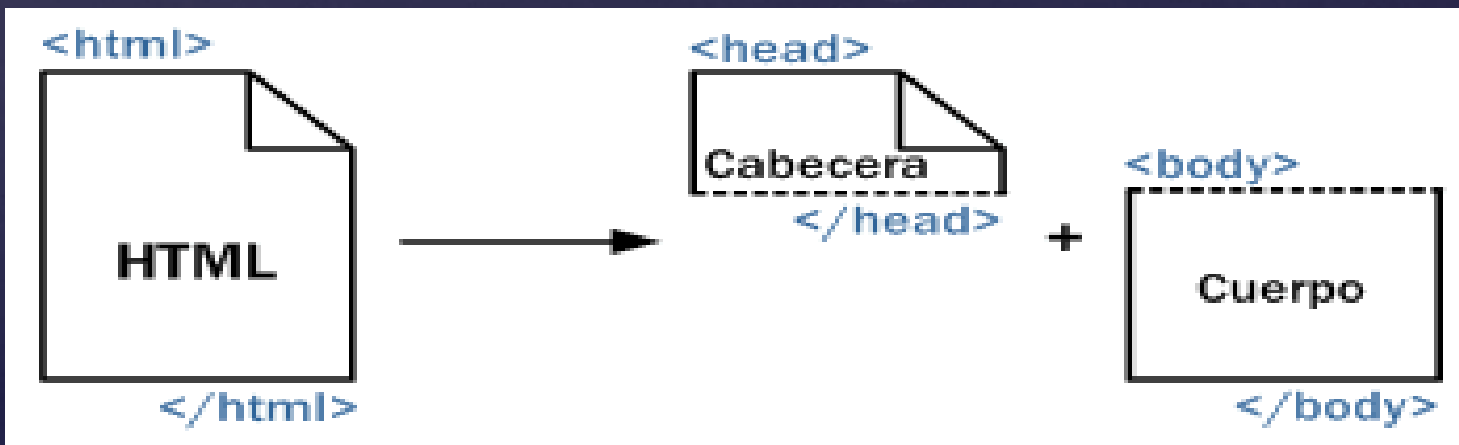 <html>
HTML
</html>
<head>
Cabecera
</head>
+
<body>
Cuerpo
</body>